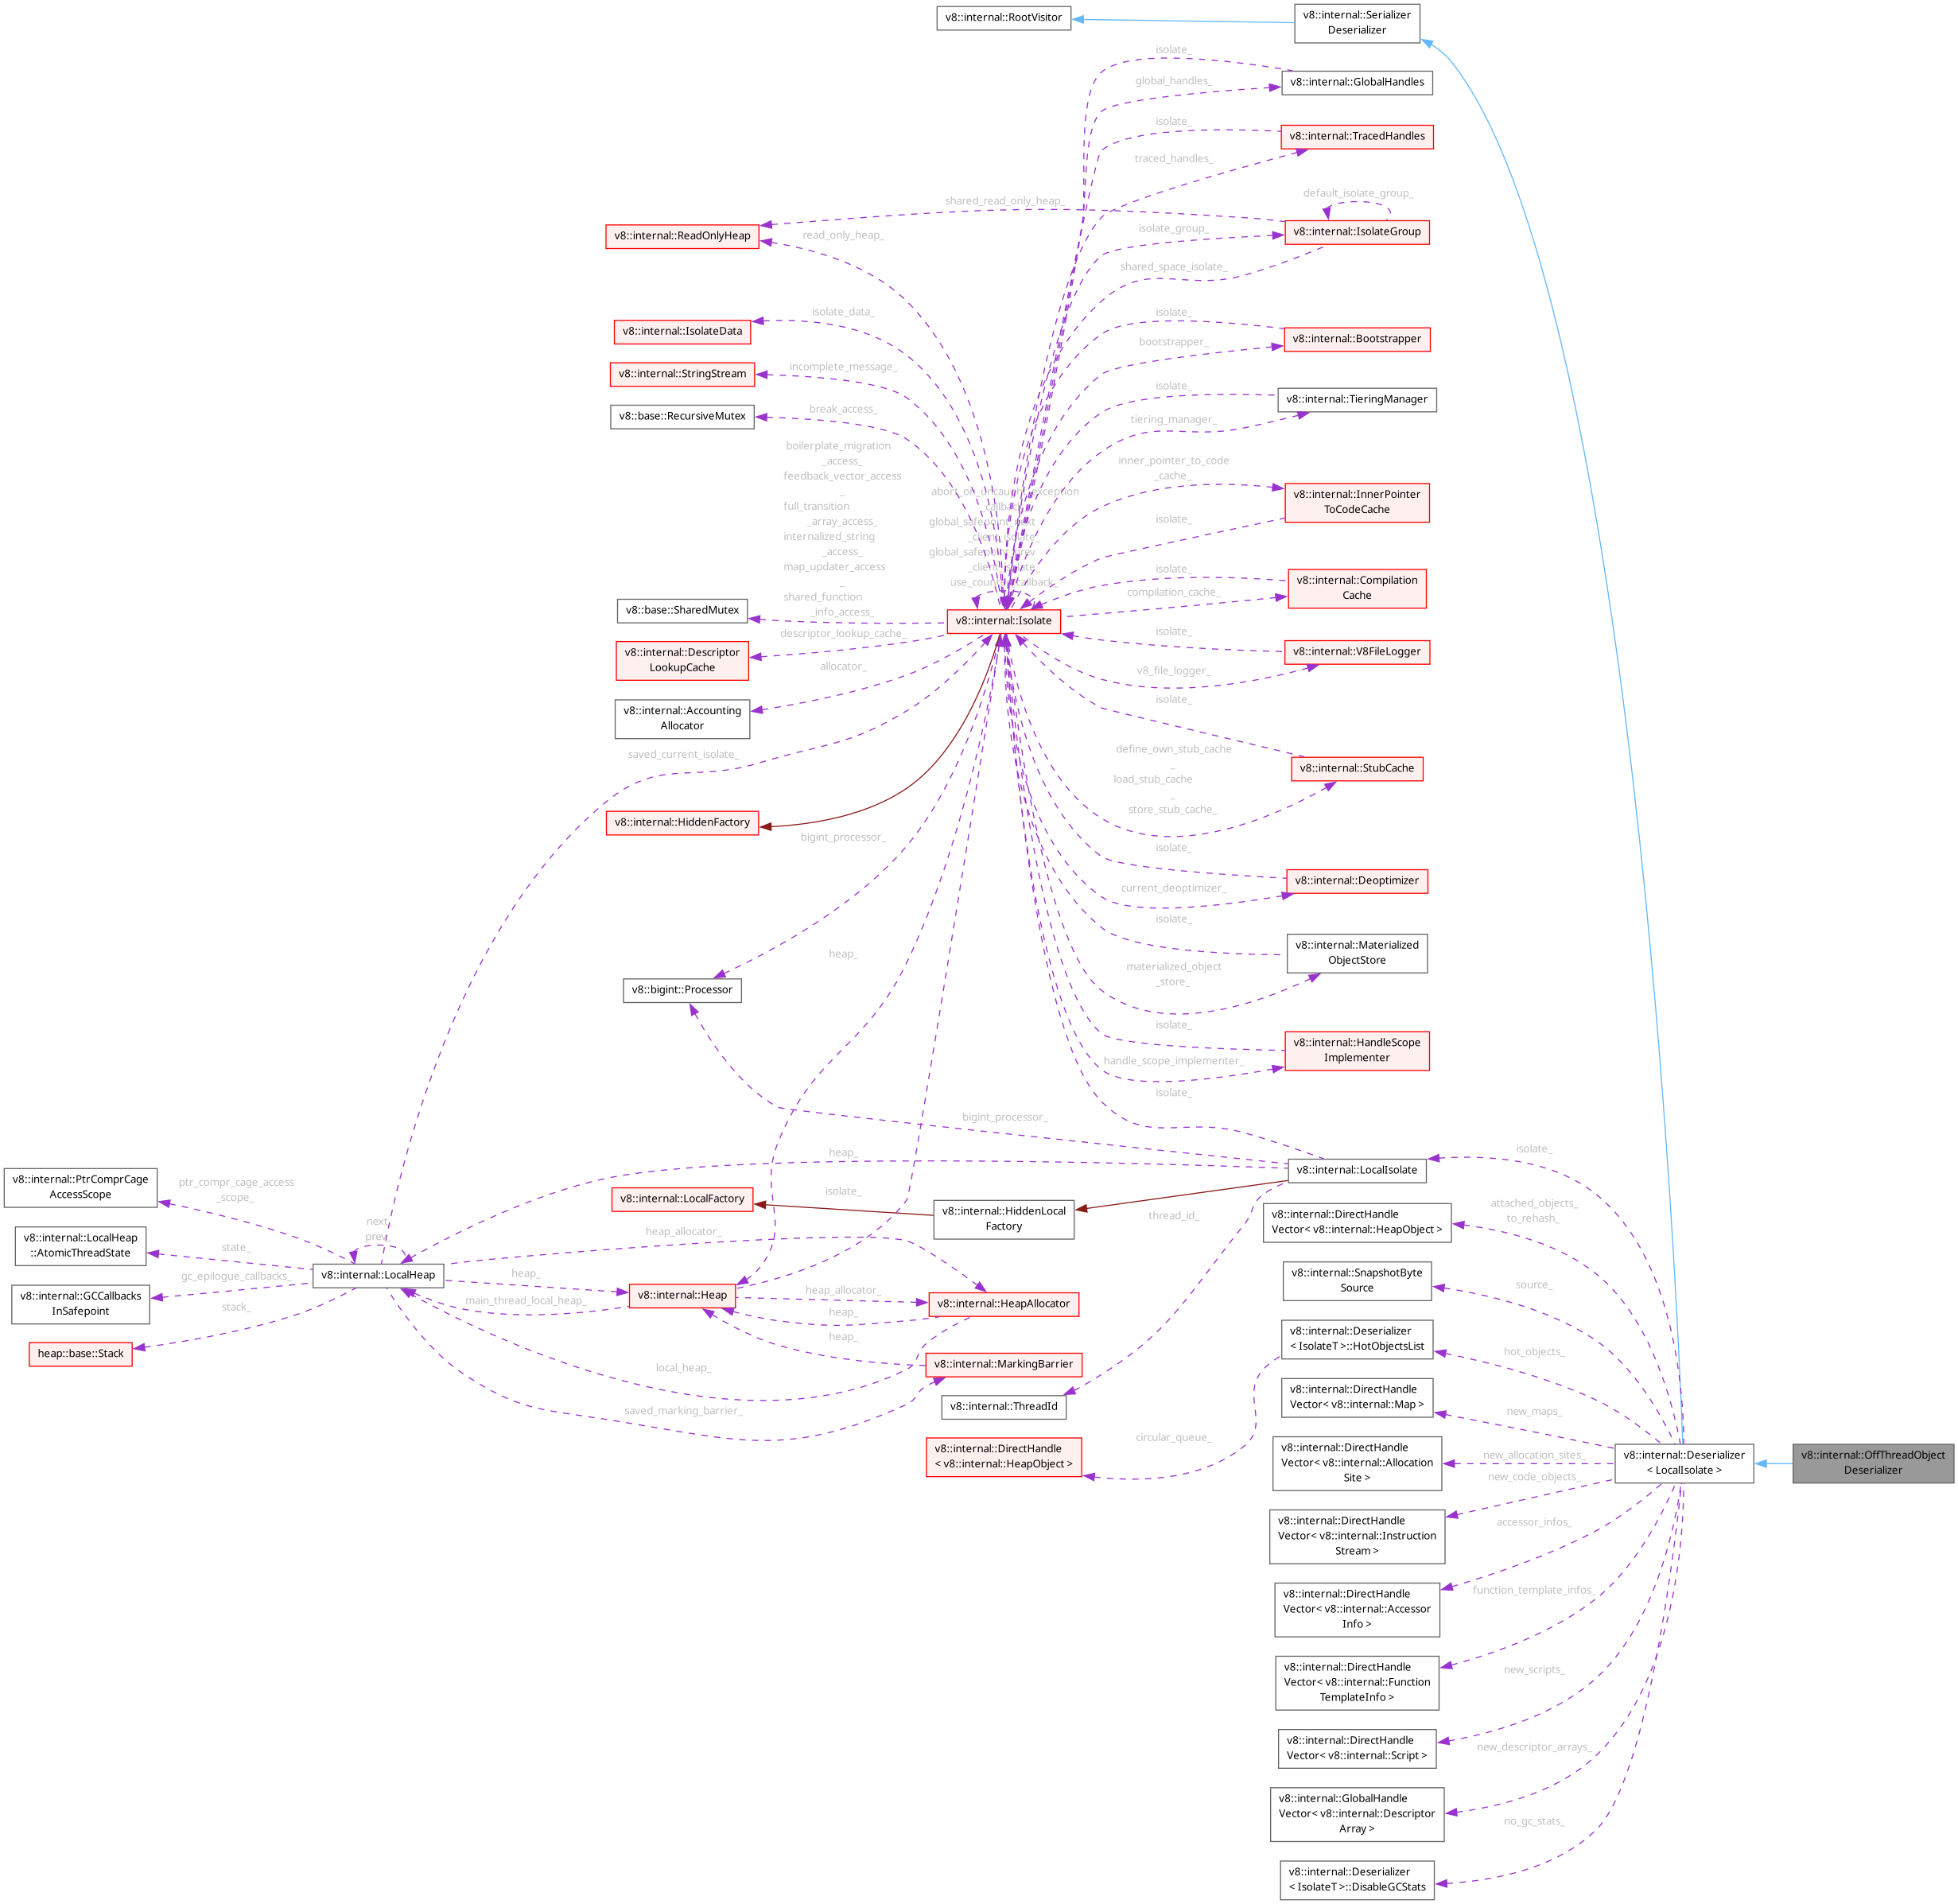 v8::internal::RootVisitor
v8::internal::Serializer
Deserializer
isolate_
v8::internal::GlobalHandles
global_handles_
isolate_
v8::internal::TracedHandles
traced_handles_
default_isolate_group_
shared_read_only_heap_
v8::internal::ReadOnlyHeap
read_only_heap_
isolate_group_
v8::internal::IsolateGroup
shared_space_isolate_
isolate_data_
v8::internal::IsolateData
isolate_
v8::internal::Bootstrapper
bootstrapper_
v8::internal::StringStream
incomplete_message_
isolate_
v8::internal::TieringManager
tiering_manager_
v8::base::RecursiveMutex
break_access_
boilerplate_migration
_access_
feedback_vector_access
_
full_transition
_array_access_
internalized_string
_access_
map_updater_access
_
shared_function
_info_access_
abort_on_uncaught_exception
_callback_
global_safepoint_next
_client_isolate_
global_safepoint_prev
_client_isolate_
use_counter_callback_
inner_pointer_to_code
_cache_
v8::internal::InnerPointer
ToCodeCache
isolate_
isolate_
v8::internal::Compilation
Cache
compilation_cache_
v8::base::SharedMutex
v8::internal::Isolate
descriptor_lookup_cache_
v8::internal::Descriptor
LookupCache
isolate_
v8::internal::V8FileLogger
v8_file_logger_
allocator_
v8::internal::Accounting
Allocator
isolate_
saved_current_isolate_
define_own_stub_cache
_
load_stub_cache
_
store_stub_cache_
v8::internal::StubCache
v8::internal::HiddenFactory
bigint_processor_
isolate_
v8::internal::Deoptimizer
current_deoptimizer_
isolate_
v8::internal::Materialized
ObjectStore
materialized_object
_store_
heap_
v8::bigint::Processor
isolate_
v8::internal::HandleScope
Implementer
handle_scope_implementer_
isolate_
bigint_processor_
heap_
v8::internal::LocalIsolate
isolate_
v8::internal::PtrComprCage
AccessScope
ptr_compr_cage_access
_scope_
v8::internal::LocalFactory
isolate_
v8::internal::HiddenLocal
Factory
thread_id_
v8::internal::DirectHandle
Vector< v8::internal::HeapObject >
attached_objects_
to_rehash_
v8::internal::LocalHeap
::AtomicThreadState
state_
next_
prev_
heap_allocator_
v8::internal::LocalHeap
heap_
v8::internal::GCCallbacks
InSafepoint
gc_epilogue_callbacks_
v8::internal::SnapshotByte
Source
source_
main_thread_local_heap_
v8::internal::Heap
heap_allocator_
heap_
heap_
v8::internal::HeapAllocator
heap::base::Stack
stack_
v8::internal::Deserializer
< IsolateT >::HotObjectsList
hot_objects_
local_heap_
v8::internal::MarkingBarrier
saved_marking_barrier_
v8::internal::ThreadId
v8::internal::DirectHandle
Vector< v8::internal::Map >
new_maps_
circular_queue_
v8::internal::DirectHandle
< v8::internal::HeapObject >
v8::internal::DirectHandle
Vector< v8::internal::Allocation
Site >
new_allocation_sites_
new_code_objects_
v8::internal::Deserializer
< LocalIsolate >
v8::internal::OffThreadObject
Deserializer
v8::internal::DirectHandle
Vector< v8::internal::Instruction
Stream >
accessor_infos_
v8::internal::DirectHandle
Vector< v8::internal::Accessor
Info >
function_template_infos_
v8::internal::DirectHandle
Vector< v8::internal::Function
TemplateInfo >
new_scripts_
v8::internal::DirectHandle
Vector< v8::internal::Script >
new_descriptor_arrays_
v8::internal::GlobalHandle
Vector< v8::internal::Descriptor
Array >
no_gc_stats_
v8::internal::Deserializer
< IsolateT >::DisableGCStats